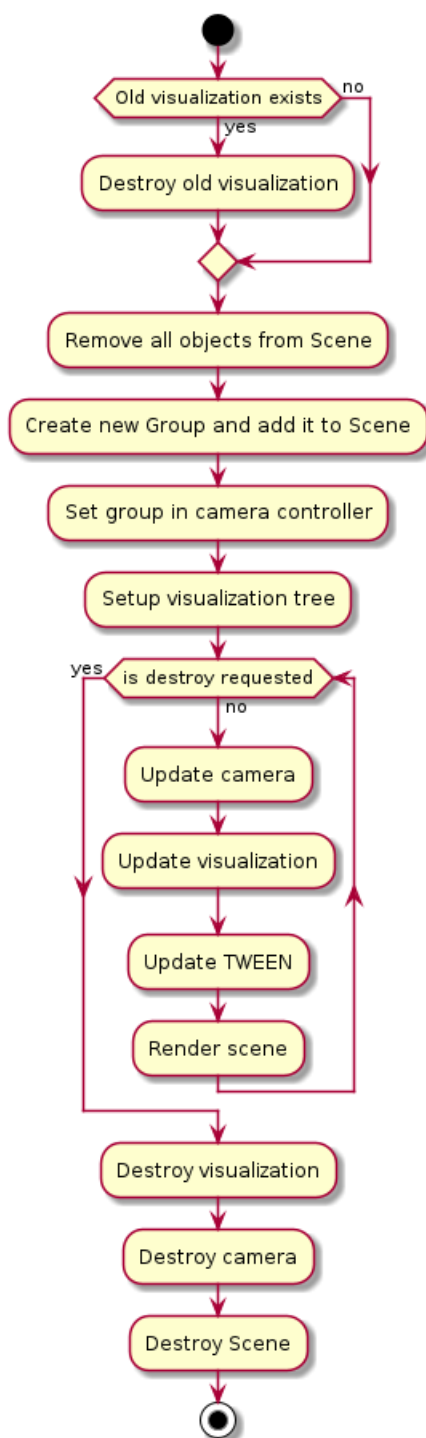 Old visualization exists
no
yes
Destroy old visualization
Remove all objects from Scene
Create new Group and add it to Scene
Set group in camera controller
Setup visualization tree
yes
is destroy requested
no
Update camera
Update visualization
Update TWEEN
Render scene
Destroy visualization
Destroy camera
Destroy Scene